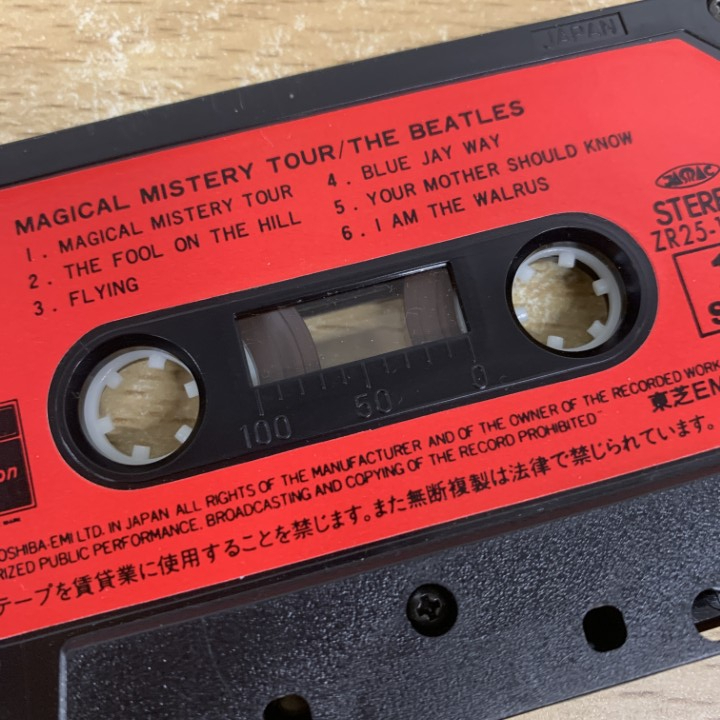 JAPAN
MAGICAL MISTERY TOUR/THE BEATLES
1. MAGICAL MISTERY TOUR
2. THE FOOL ON THE HILL
3. FLYING
4. BLUE JAY WAY
5. YOUR MOTHER SHOULD KNOW
6. I AM THE WALRUS
STERE
ZR25-
100 50 0
OSHIBA-EMI LTD. IN JAPAN ALL RIGHTS OF THE MANUFACTURER AND OF THE OWNER OF THE RECORDED WORK
RIZED PUBLIC PERFORMANCE. BROADCASTING AND COPYING OF THE RECORD PROHIBITED
東芝EM
テープを賃貸業に使用することを禁じます。また無断複製は法律で禁じられています。